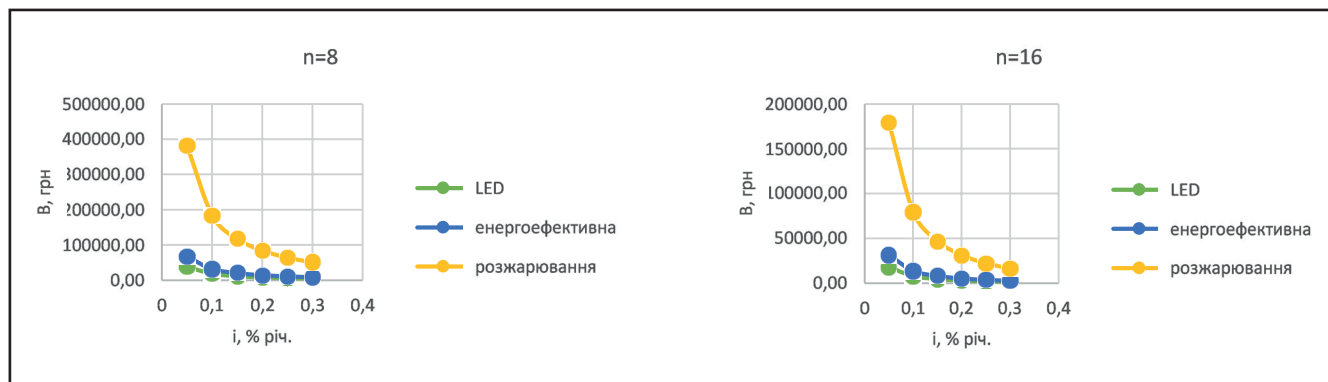 n=8
500000,00
400000,00
300000,00
200000,00
100000,00
0,00
В, грн
0 0,1 0,2 0,3 0,4
i, % річ.
LED
енергоефективна
розжарювання
n=16
200000,00
150000,00
100000,00
50000,00
0,00
В, грн
0 0,1 0,2 0,3 0,4
i, % річ.
LED
енергоефективна
розжарювання